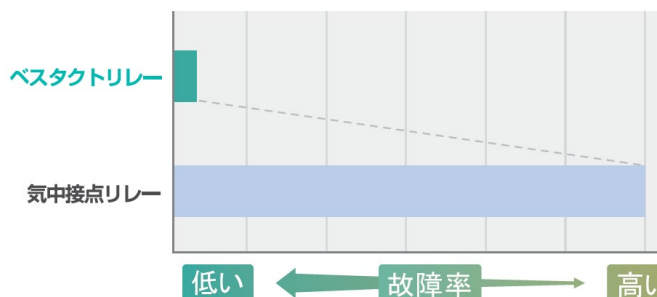 ベスタクトリレー
気中接点リレー
低い 故障率 高い